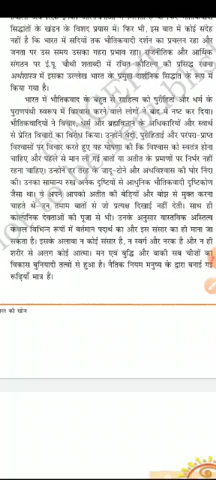 सिद्धांतों के खंडन के विशद् प्रयास में। फिर भी, इस बात में कोई संदेह
नहीं है कि भारत में सदियों तक भौतिकवादी दर्शन का प्रचलन रहा और
जनता पर उस समय उसका गहरा प्रभाव रहा। राजनीतिक और आर्थिक
संगठन पर ई.पू. चौथी शताब्दी में रचित कौटिल्य की प्रसिद्ध रचना
अर्थशास्त्र में इसका उल्लेख भारत के प्रमुख दार्शनिक सिद्धांत के रूप में
किया गया है।
भारत में भौतिकवाद के बहुत से साहित्य को पुरोहितों और धर्म के
पुराणपंथी स्वरूप में विश्वास करने वाले लोगों ने बाद में नष्ट कर दिया।
भौतिकवादियों ने विचार, धर्म और ब्रह्मविज्ञान के अधिकारियों और स्वार्थ
से प्रेरित विचारों का विरोध किया। उन्होंने वेदों, पुरोहिताई और परंपरा-प्राप्त
विश्वासों पर विचार करते हुए यह घोषणा की कि विश्वास को स्वतंत्र होना
चाहिए और पहले से मान ली गई बातों या अतीत के प्रमाणों पर निर्भर नहीं
रहना चाहिए। उन्होंने हर तरह के जादू-टोने और अंधविश्वास की घोर निंदा
की। उनका सामान्य रुख अनेक दृष्टियों से आधुनिक भौतिकवादी दृष्टिकोण
जैसा था। वे अपने आपको अतीत की बेड़ियों और बोझ से मुक्त करना
चाहते थे – उन तमाम बातों से जो प्रत्यक्ष दिखाई नहीं देतीं। साथ ही
काल्पनिक देवताओं की पूजा से भी। उनके अनुसार वास्तविक अस्तित्व
केवल विभिन्न रूपों में वर्तमान पदार्थ का और इस संसार का ही माना जा
सकता है। इसके अलावा न कोई संसार है, न स्वर्ग और नरक है और न ही
शरीर से अलग कोई आत्मा। मन एवं बुद्धि और बाकी सब चीज़ों का
विकास बुनियादी तत्वों से हुआ है। नैतिक नियम मनुष्य के द्वारा बनाई गई
रूढ़ियाँ मात्र हैं।
की खोज